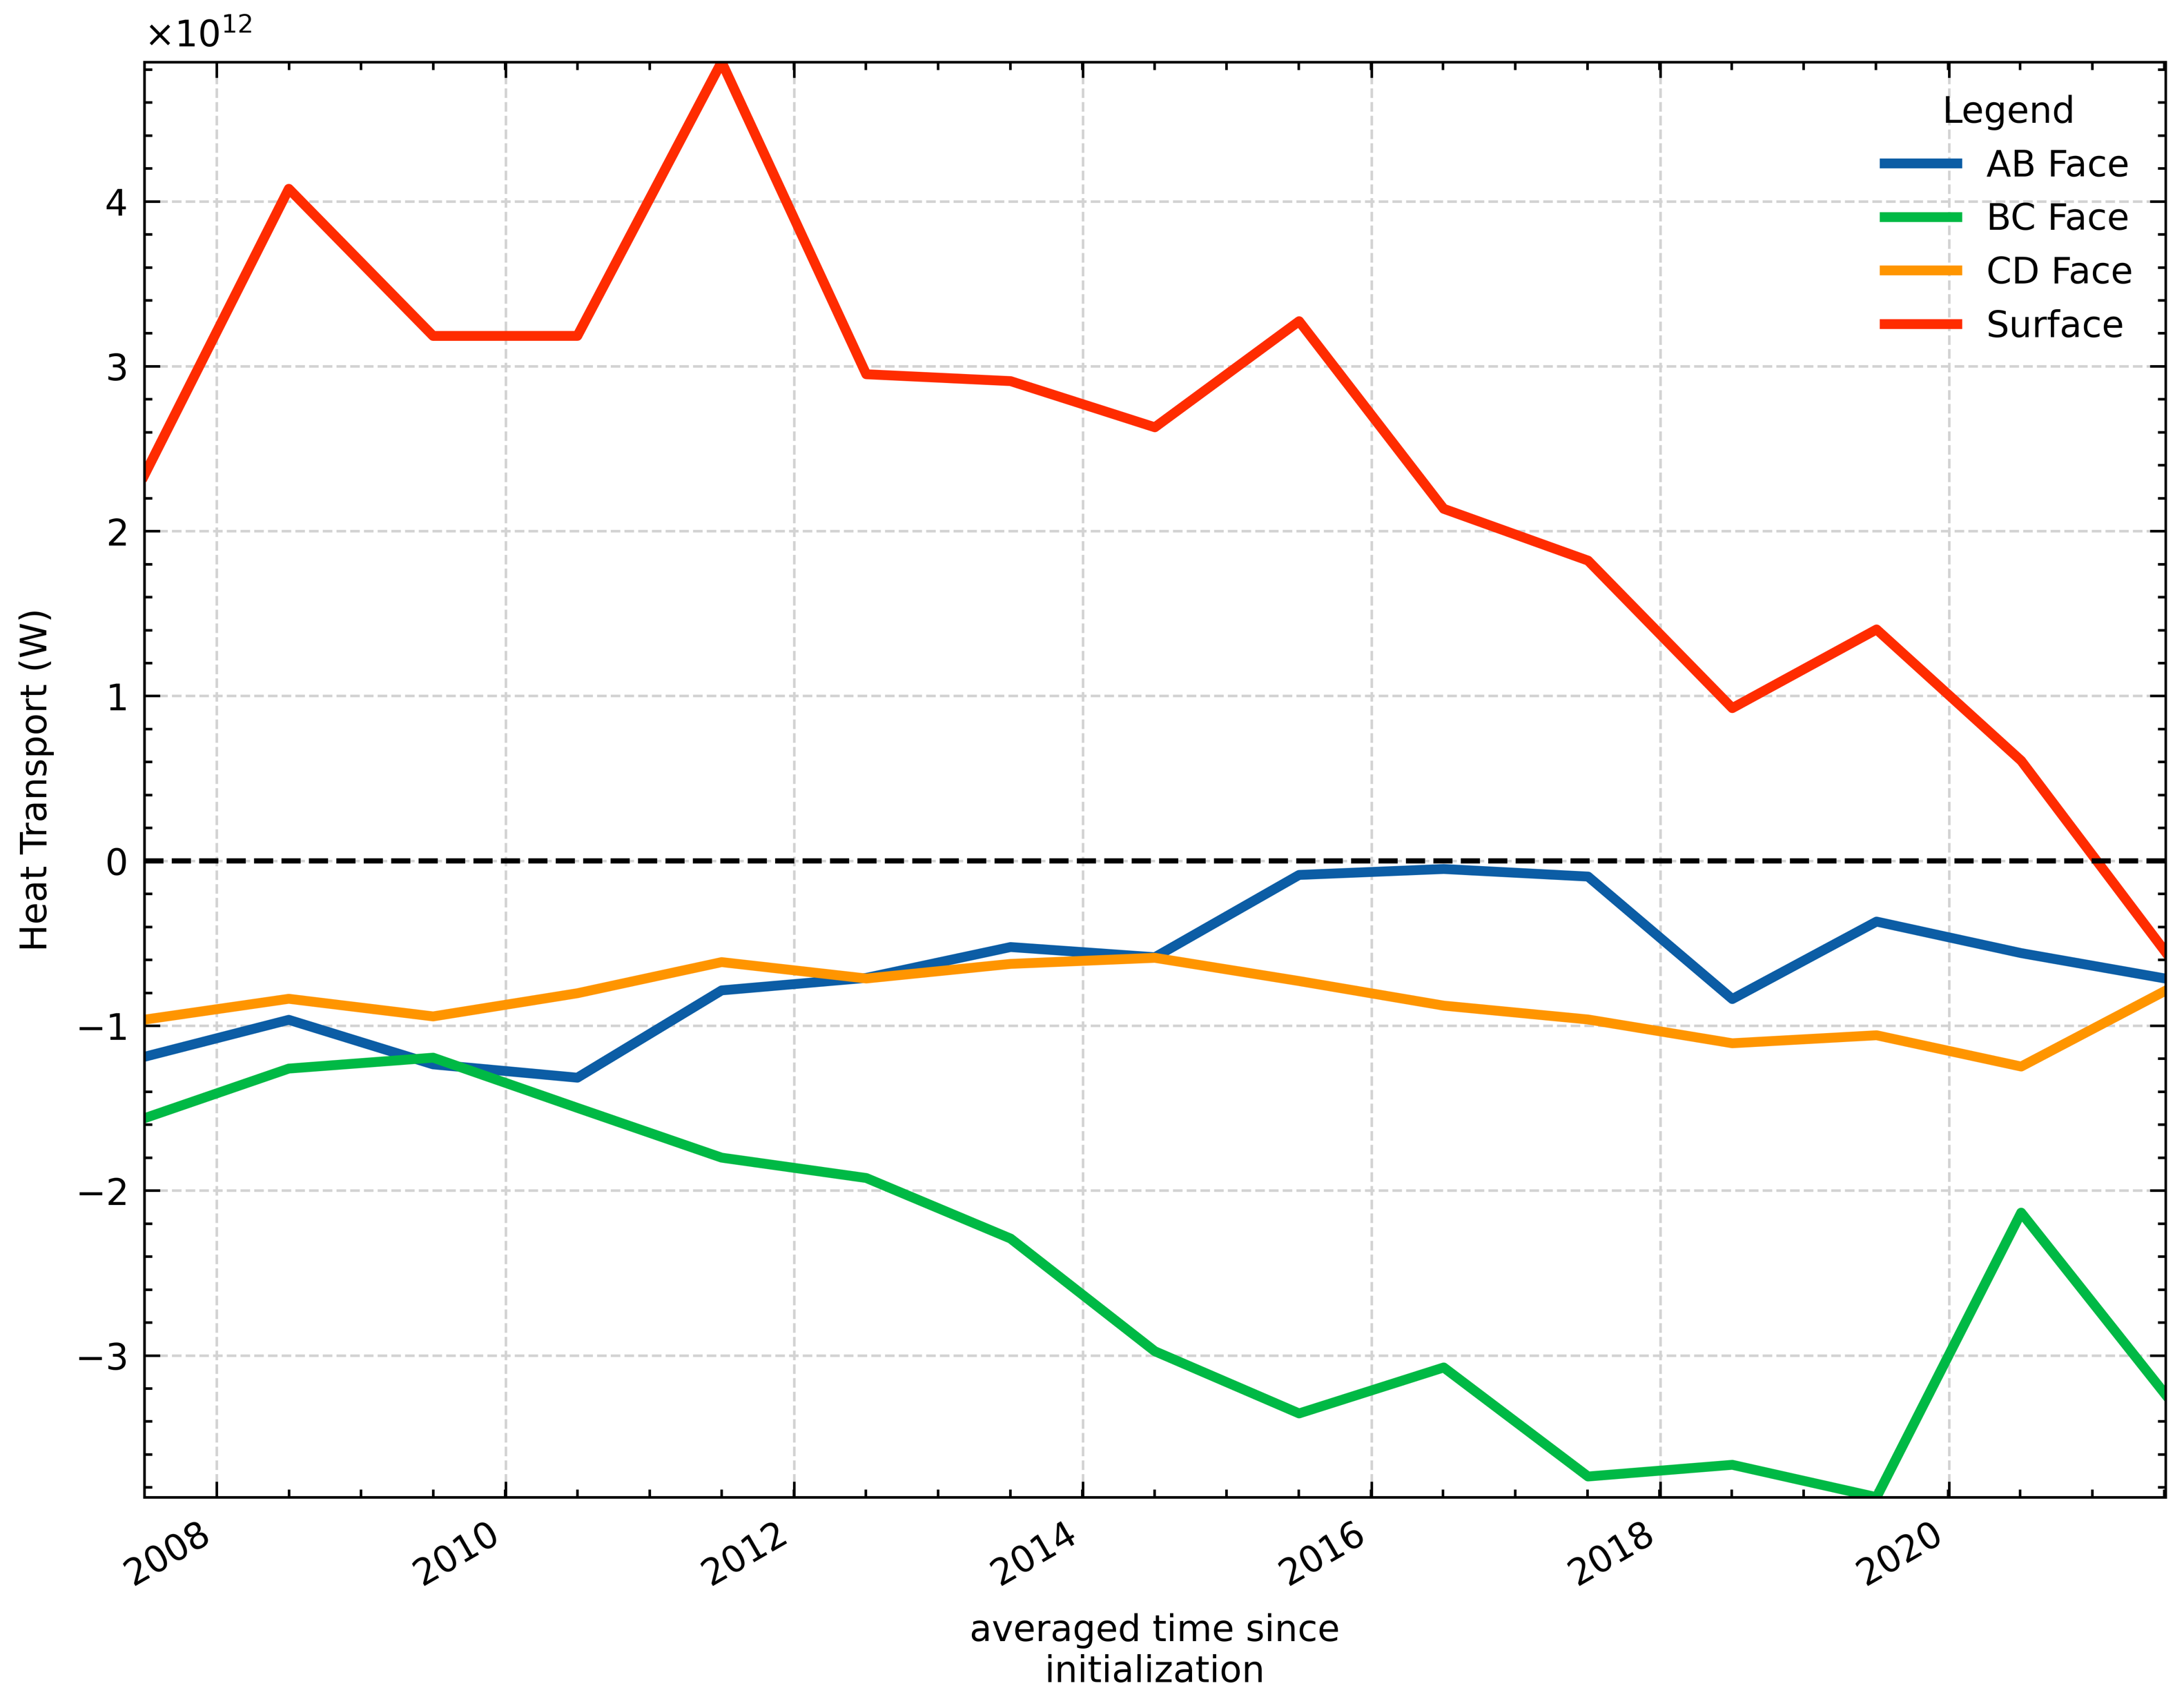 ×10¹²
Legend
AB Face
BC Face
CD Face
Surface
4
3
2
1
0
−1
−2
−3
Heat Transport (W)
2008 2010 2012 2014 2016 2018 2020
averaged time since
initialization